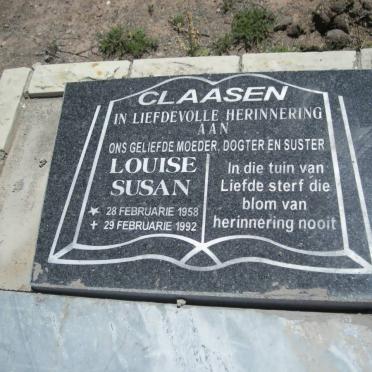 CLAASEN
IN LIEFDEVOLLE HERINNERING
AAN
ONS GELIEFDE MOEDER, DOGTER EN SUSTER
LOUISE
SUSAN
★ 28 FEBRUARIE 1958
✝ 29 FEBRUARIE 1992
In die tuin van
Liefde sterf die
blom van
herinnering nooit